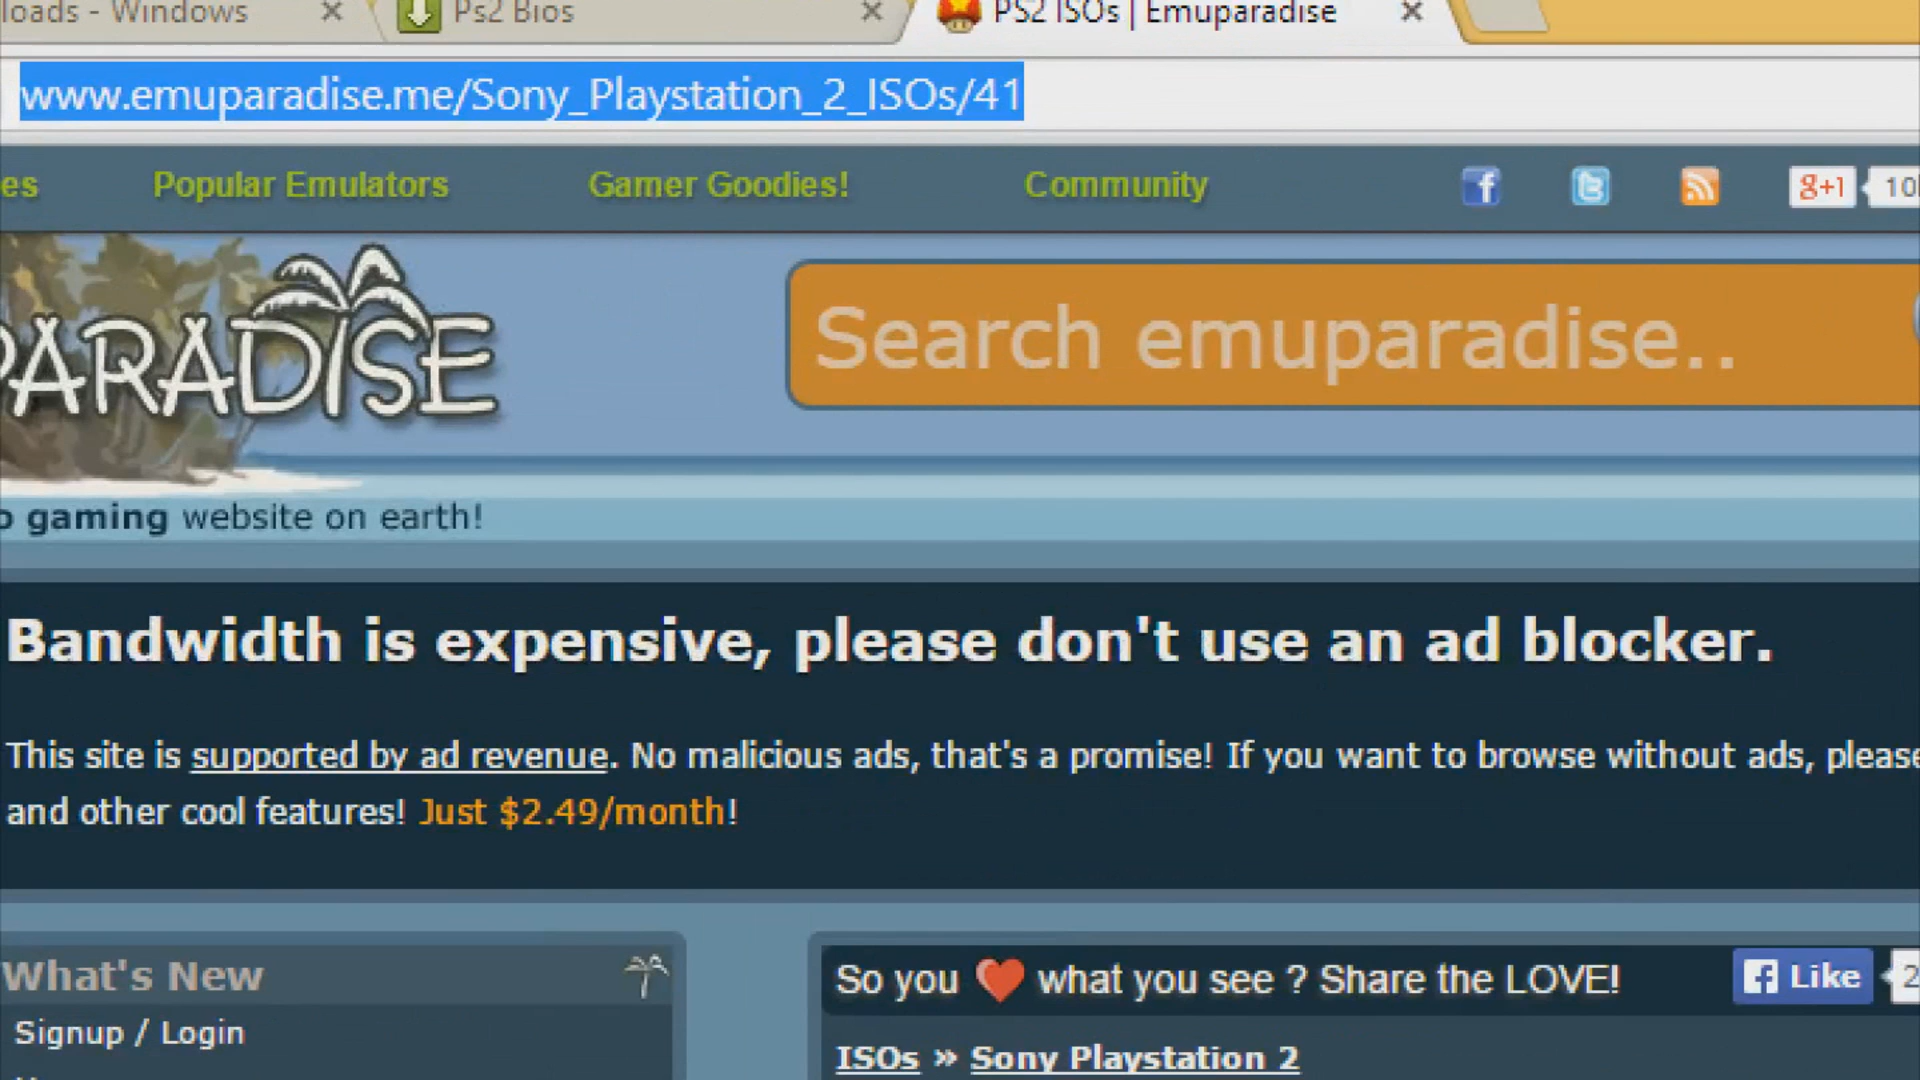 loads - Windows
Ps2 Bios
PS2 ISOs | Emuparadise
www.emuparadise.me/Sony_Playstation_2_ISOs/41
es
Popular Emulators
Gamer Goodies!
Community
g+1
10
PARADISE
Search emuparadise..
o gaming website on earth!
Bandwidth is expensive, please don't use an ad blocker.
This site is supported by ad revenue. No malicious ads, that's a promise! If you want to browse without ads, please
and other cool features! Just $2.49/month!
What's New
Signup / Login
So you ❤ what you see ? Share the LOVE!
Like
2
ISOs » Sony Playstation 2